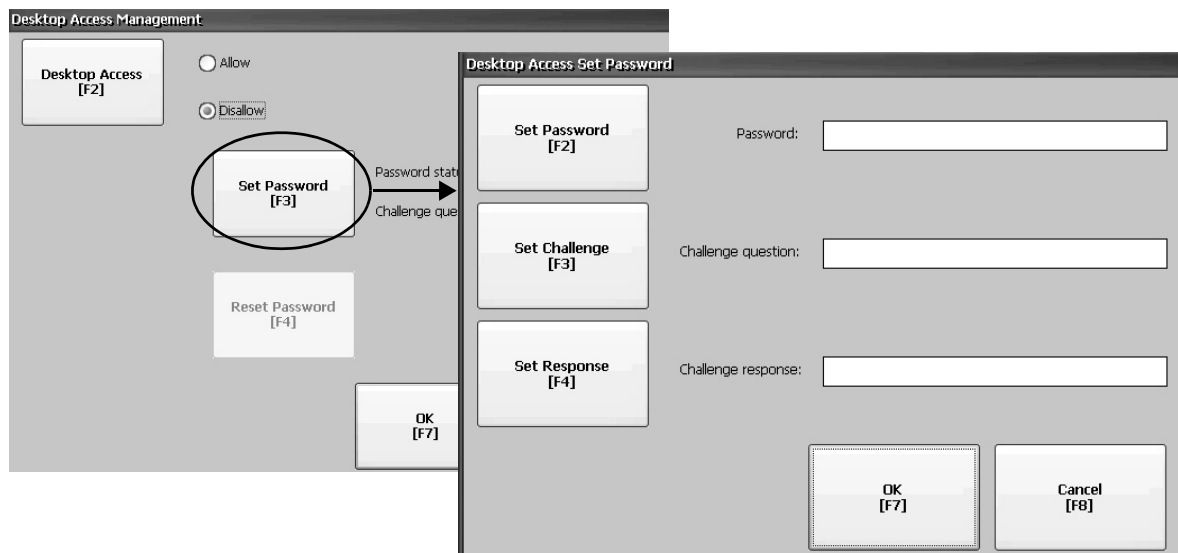 Desktop Access Management
Desktop Access
[F2]
Allow
Disallow
Set Password
[F3]
Password
Challenge
Reset Password
[F4]
OK
[F7]
Desktop Access Set Password
Set Password
[F2]
Password:
Set Challenge
[F3]
Challenge question:
Set Response
[F4]
Challenge response:
OK
[F7]
Cancel
[F8]